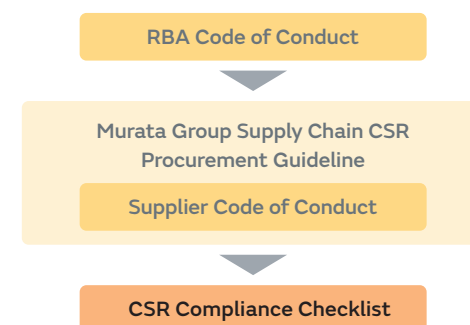 RBA Code of Conduct
Murata Group Supply Chain CSR
Procurement Guideline
Supplier Code of Conduct
CSR Compliance Checklist